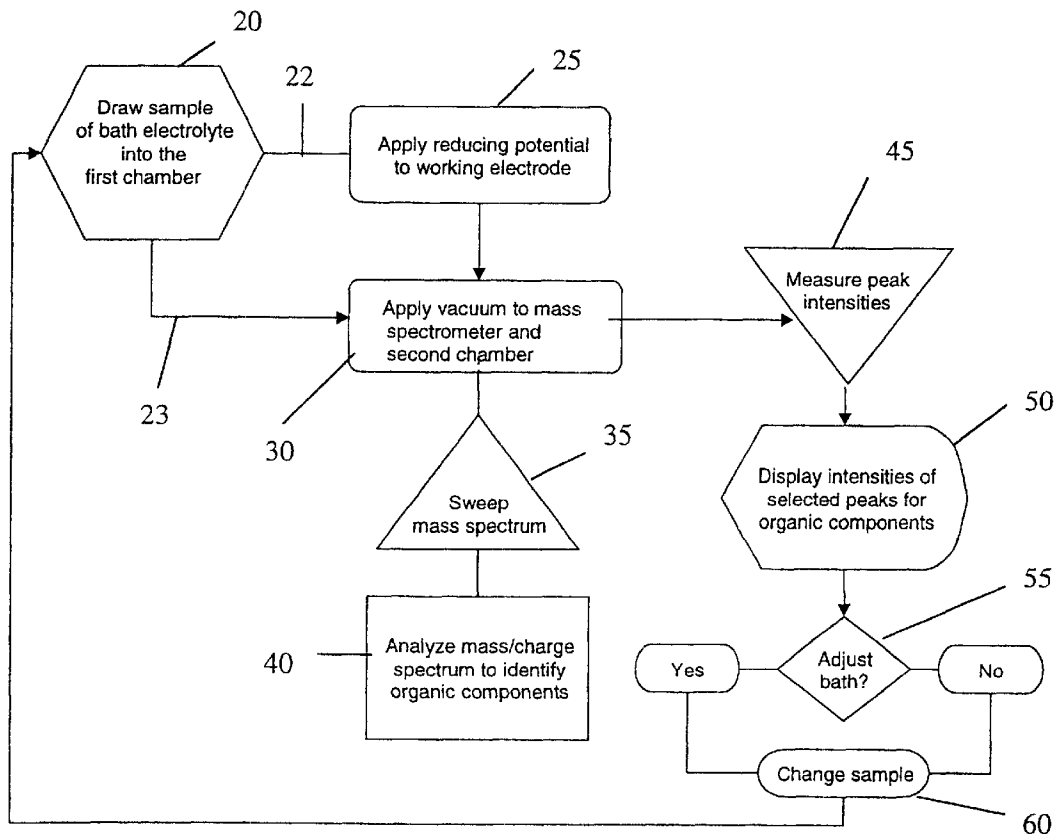 20
22
25
Draw sample
of bath electrolyte
into the
first chamber
Apply reducing potential
to working electrode
45
Measure peak
intensities
Apply vacuum to mass
spectrometer and
second chamber
23
30
35
50
Sweep
mass spectrum
Display intensities of
selected peaks for
organic components
55
40
Analyze mass/charge
spectrum to identify
organic components
Yes
Adjust
bath?
No
Change sample
60